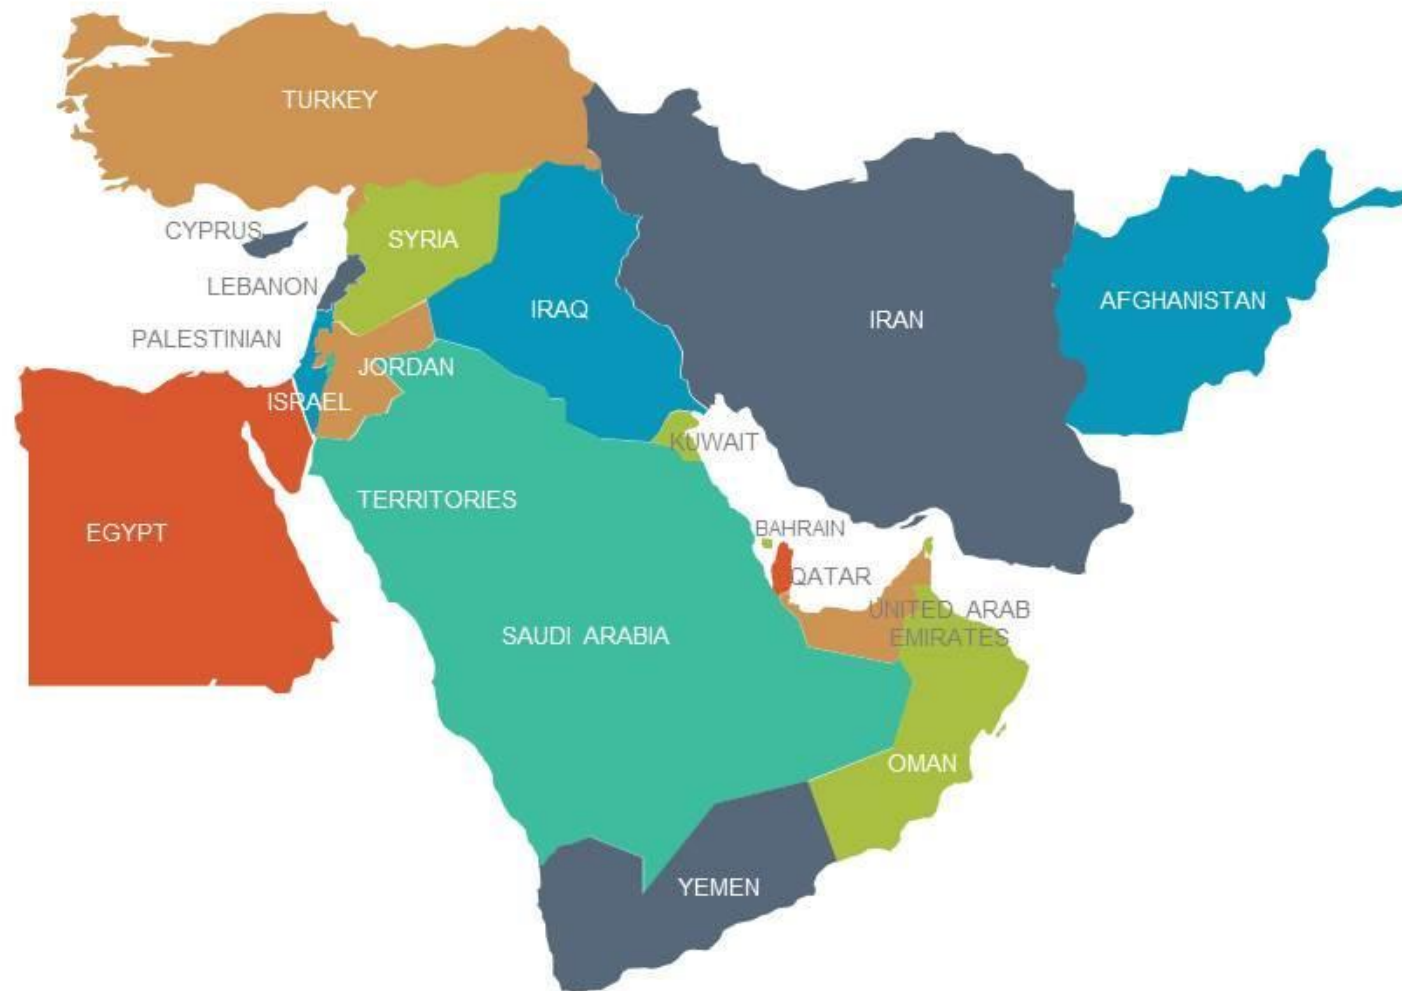 TURKEY
CYPRUS
SYRIA
LEBANON
IRAQ
AFGHANISTAN
IRAN
PALESTINIAN
JORDAN
ISRAEL
KUWAIT
TERRITORIES
EGYPT
BAHRAIN
QATAR
UNITED ARAB
EMIRATES
SAUDI ARABIA
OMAN
YEMEN